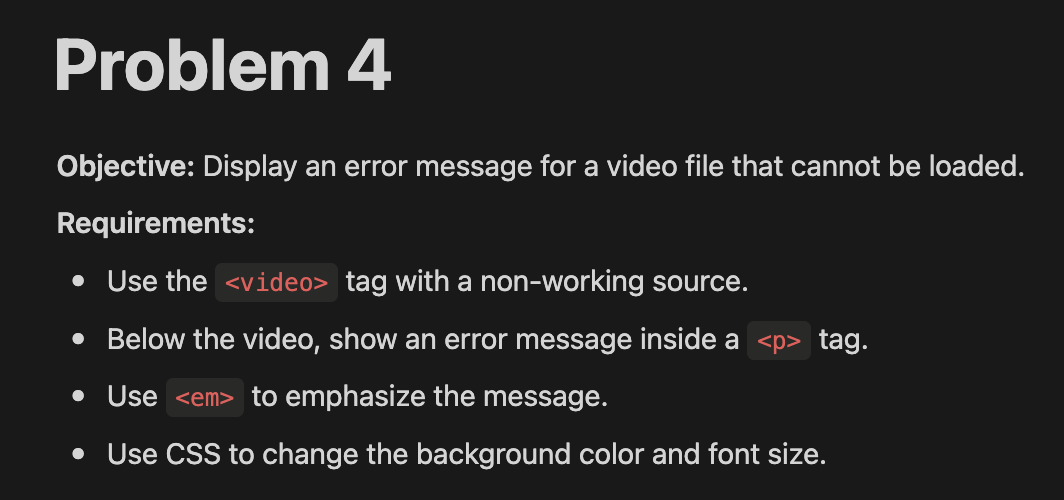 Problem 4
Objective: Display an error message for a video file that cannot be loaded.
Requirements:
• Use the <video> tag with a non-working source.
• Below the video, show an error message inside a <p> tag.
• Use <em> to emphasize the message.
• Use CSS to change the background color and font size.